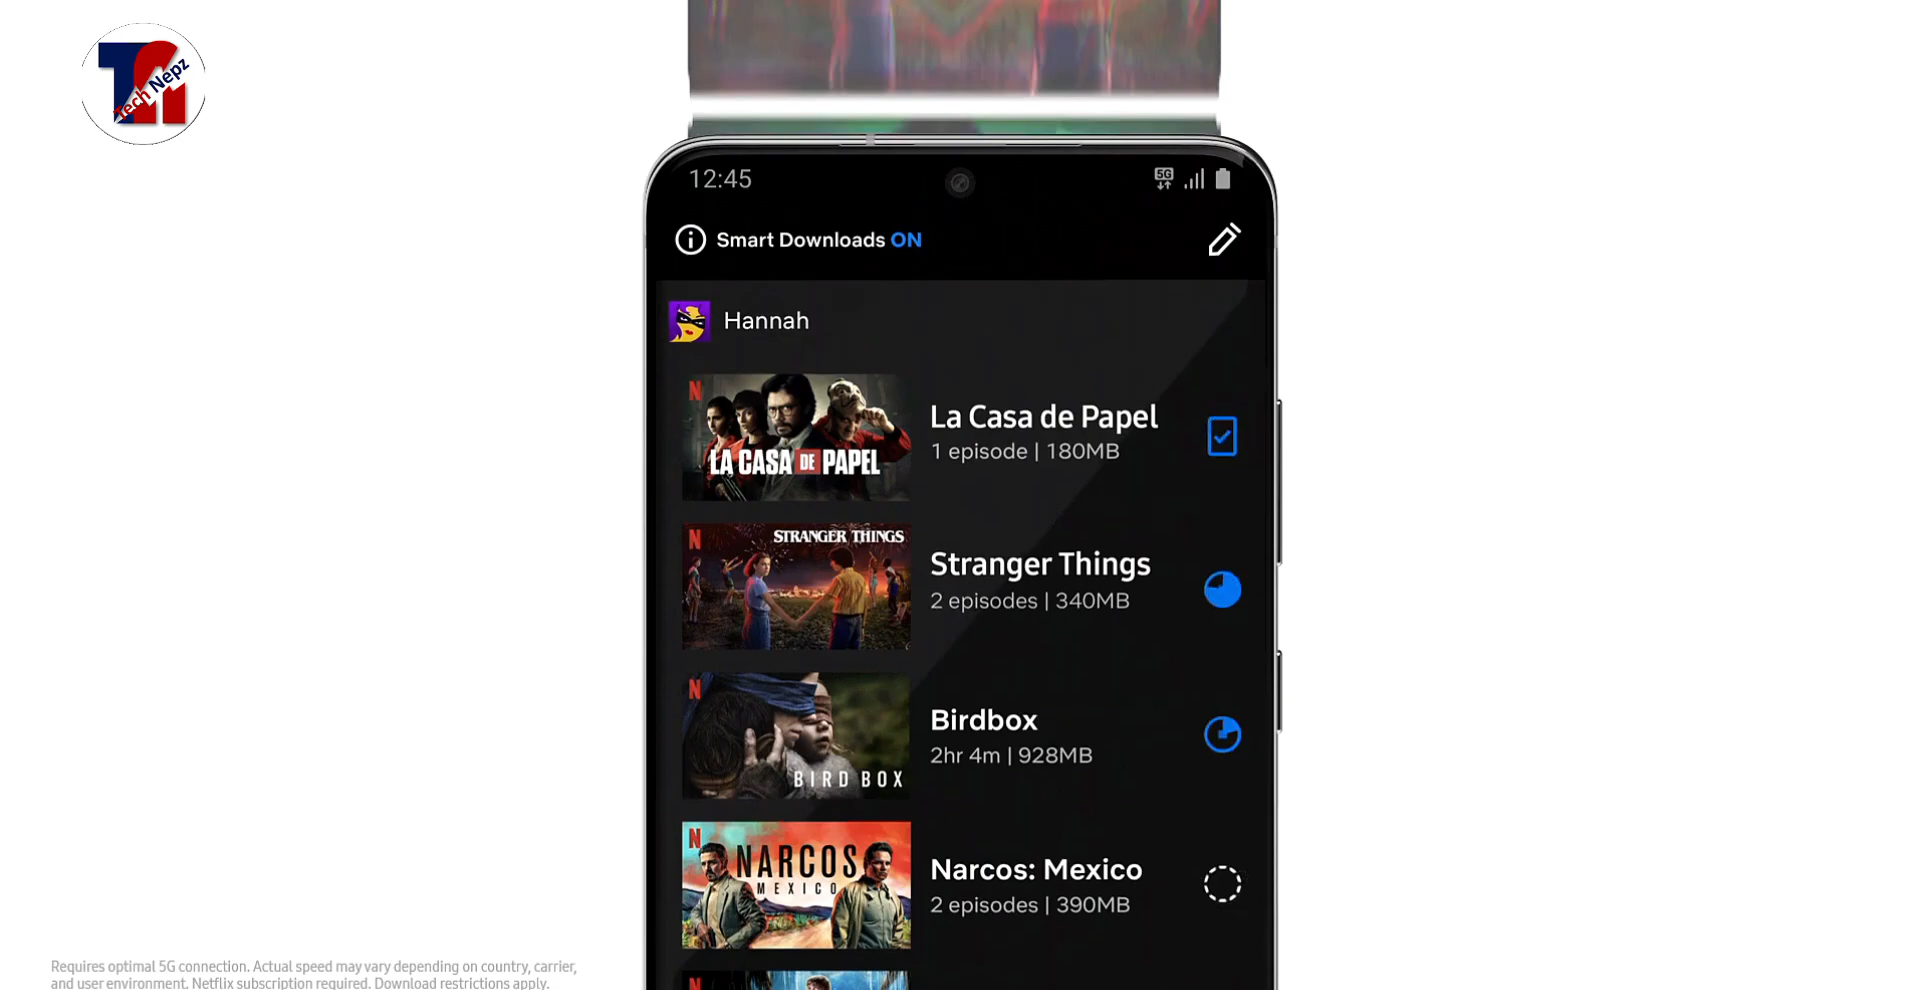 Tech Nepz
12:45
5G
Smart Downloads ON
Hannah
N
LA CASA DE PAPEL
La Casa de Papel
1 episode | 180MB
N
STRANGER THINGS
Stranger Things
2 episodes | 340MB
N
BIRD BOX
Birdbox
2hr 4m | 928MB
N
NARCOS
MEXICO
Narcos: Mexico
2 episodes | 390MB
N
Requires optimal 5G connection. Actual speed may vary depending on country, carrier,
and user environment. Netflix subscription required. Download restrictions apply.